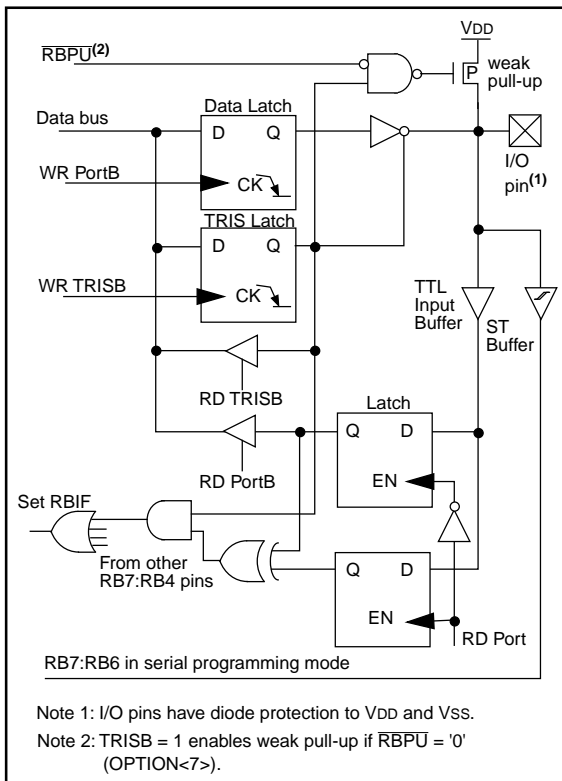 VDD
RBPU(2)
P
weak
pull-up
Data Latch
Data bus
D
Q
I/O
pin(1)
WR PortB
CK
TRIS Latch
D
Q
WR TRISB
CK
TTL
Input
Buffer
ST
Buffer
RD TRISB
Latch
Q
D
RD PortB
EN
Set RBIF
From other
RB7:RB4 pins
Q
D
EN
RD Port
RB7:RB6 in serial programming mode
Note 1: I/O pins have diode protection to VDD and VSS.
Note 2: TRISB = 1 enables weak pull-up if RBPU = '0'
(OPTION<7>).